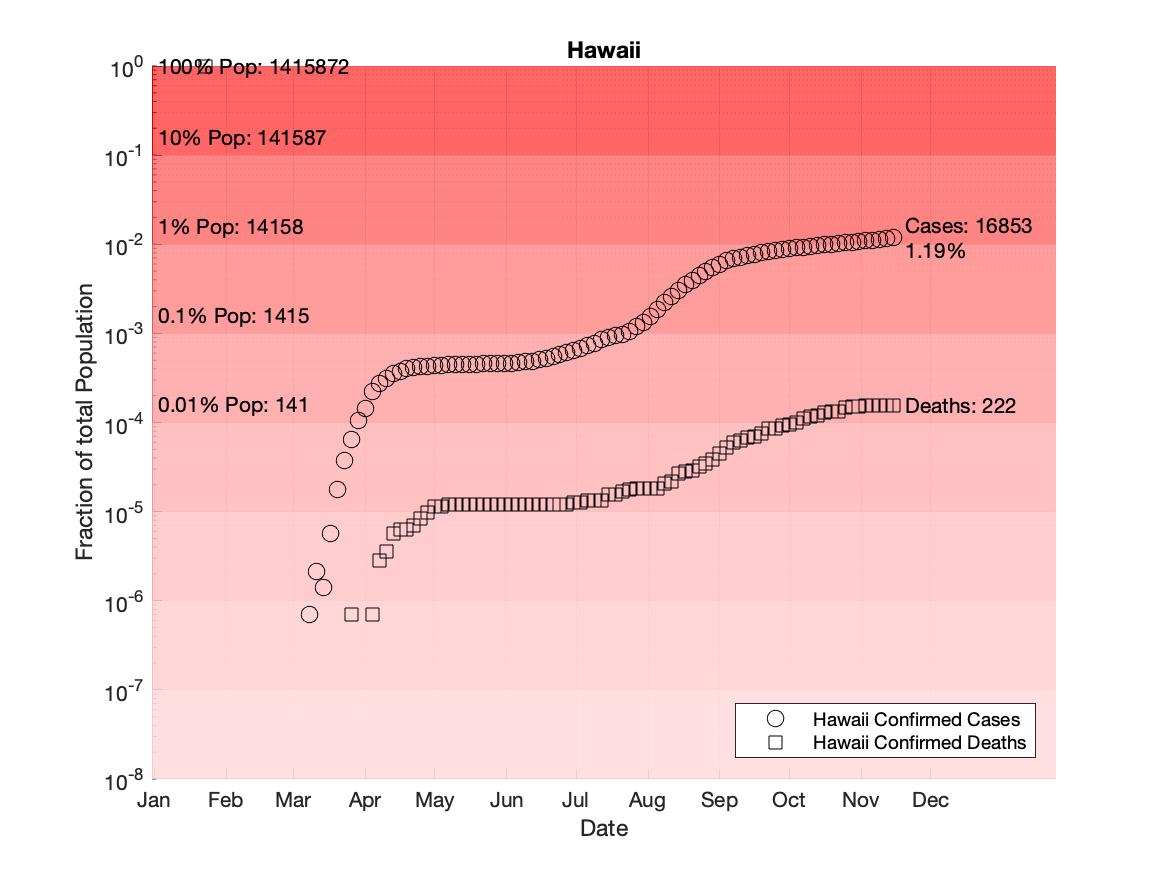 Hawaii
10^0
100% Pop: 1415872
10% Pop: 141587
10^-1
1% Pop: 14158
10^-2
Cases: 16853
1.19%
0.1% Pop: 1415
10^-3
0.01% Pop: 141
Deaths: 222
10^-4
10^-5
10^-6
10^-7
10^-8
Fraction of total Population
Hawaii Confirmed Cases
Hawaii Confirmed Deaths
Jan Feb Mar Apr May Jun Jul Aug Sep Oct Nov Dec
Date